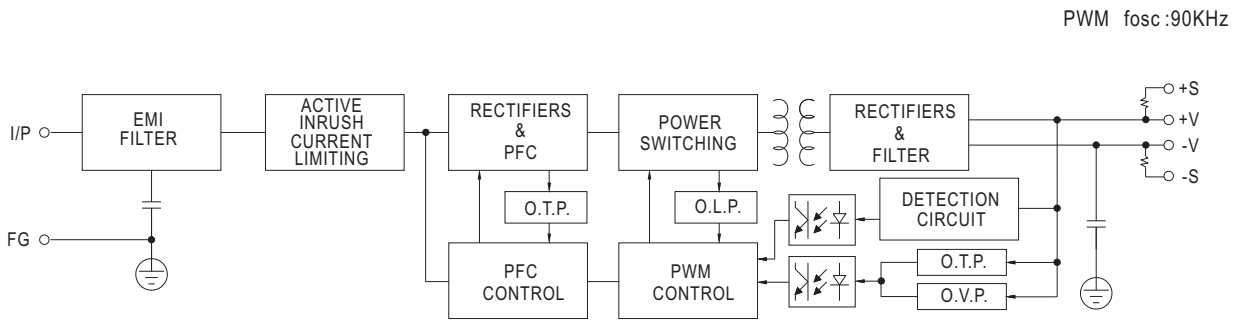 PWM fosc :90KHz
I/P
EMI
FILTER
ACTIVE
INRUSH
CURRENT
LIMITING
RECTIFIERS
&
PFC
POWER
SWITCHING
RECTIFIERS
&
FILTER
+S
+V
-V
-S
O.T.P.
O.L.P.
DETECTION
CIRCUIT
FG
PFC
CONTROL
PWM
CONTROL
O.T.P.
O.V.P.